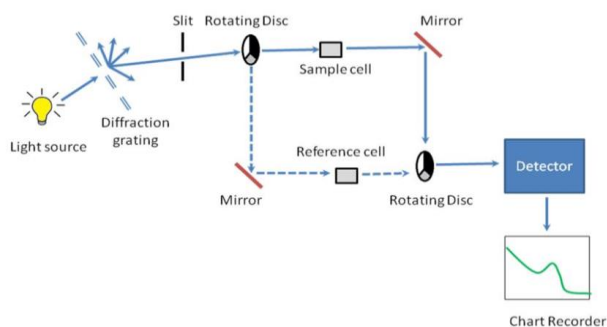 Slit
Rotating Disc
Mirror
Sample cell
Diffraction
grating
Light source
Reference cell
Mirror
Rotating Disc
Detector
Chart Recorder